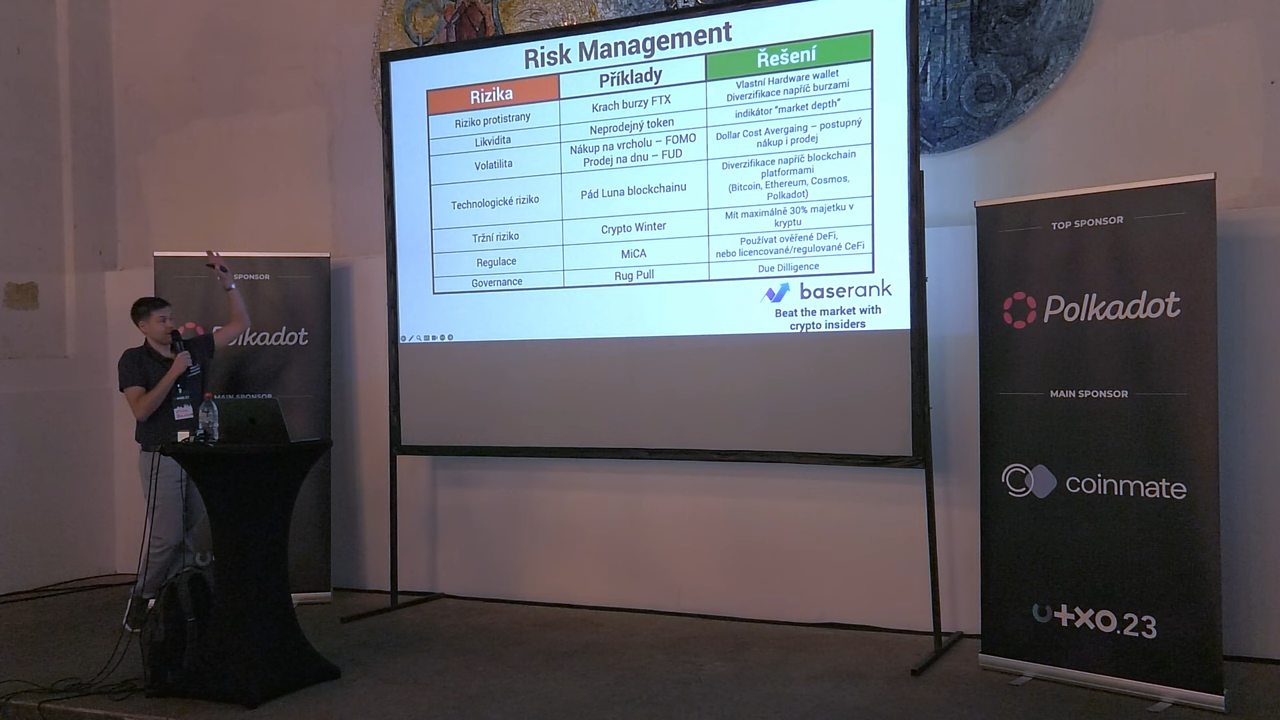 Risk Management
Rizika
Příklady
Řešení
Riziko protistrany
Krach burzy FTX
Vlastní Hardware wallet
Diverzifikace napříč burzami
Likvidita
Neprodejný token
indikátor “market depth”
Volatilita
Nákup na vrcholu – FOMO
Prodej na dnu – FUD
Dollar Cost Avergaing – postupný
nákup i prodej
Technologické riziko
Pád Luna blockchainu
Diverzifikace napříč blockchain
platformami
(Bitcoin, Ethereum, Cosmos,
Polkadot)
Tržní riziko
Crypto Winter
Mít maximálně 30% majetku v
kryptu
Regulace
MiCA
Používat ověřené DeFi,
nebo licencované/regulované CeFi
Governance
Rug Pull
Due Dilligence
baserank
Beat the market with
crypto insiders
SPONSOR
Polkadot
MAIN SPONSOR
TOP SPONSOR
Polkadot
MAIN SPONSOR
coinmate
utxo.23